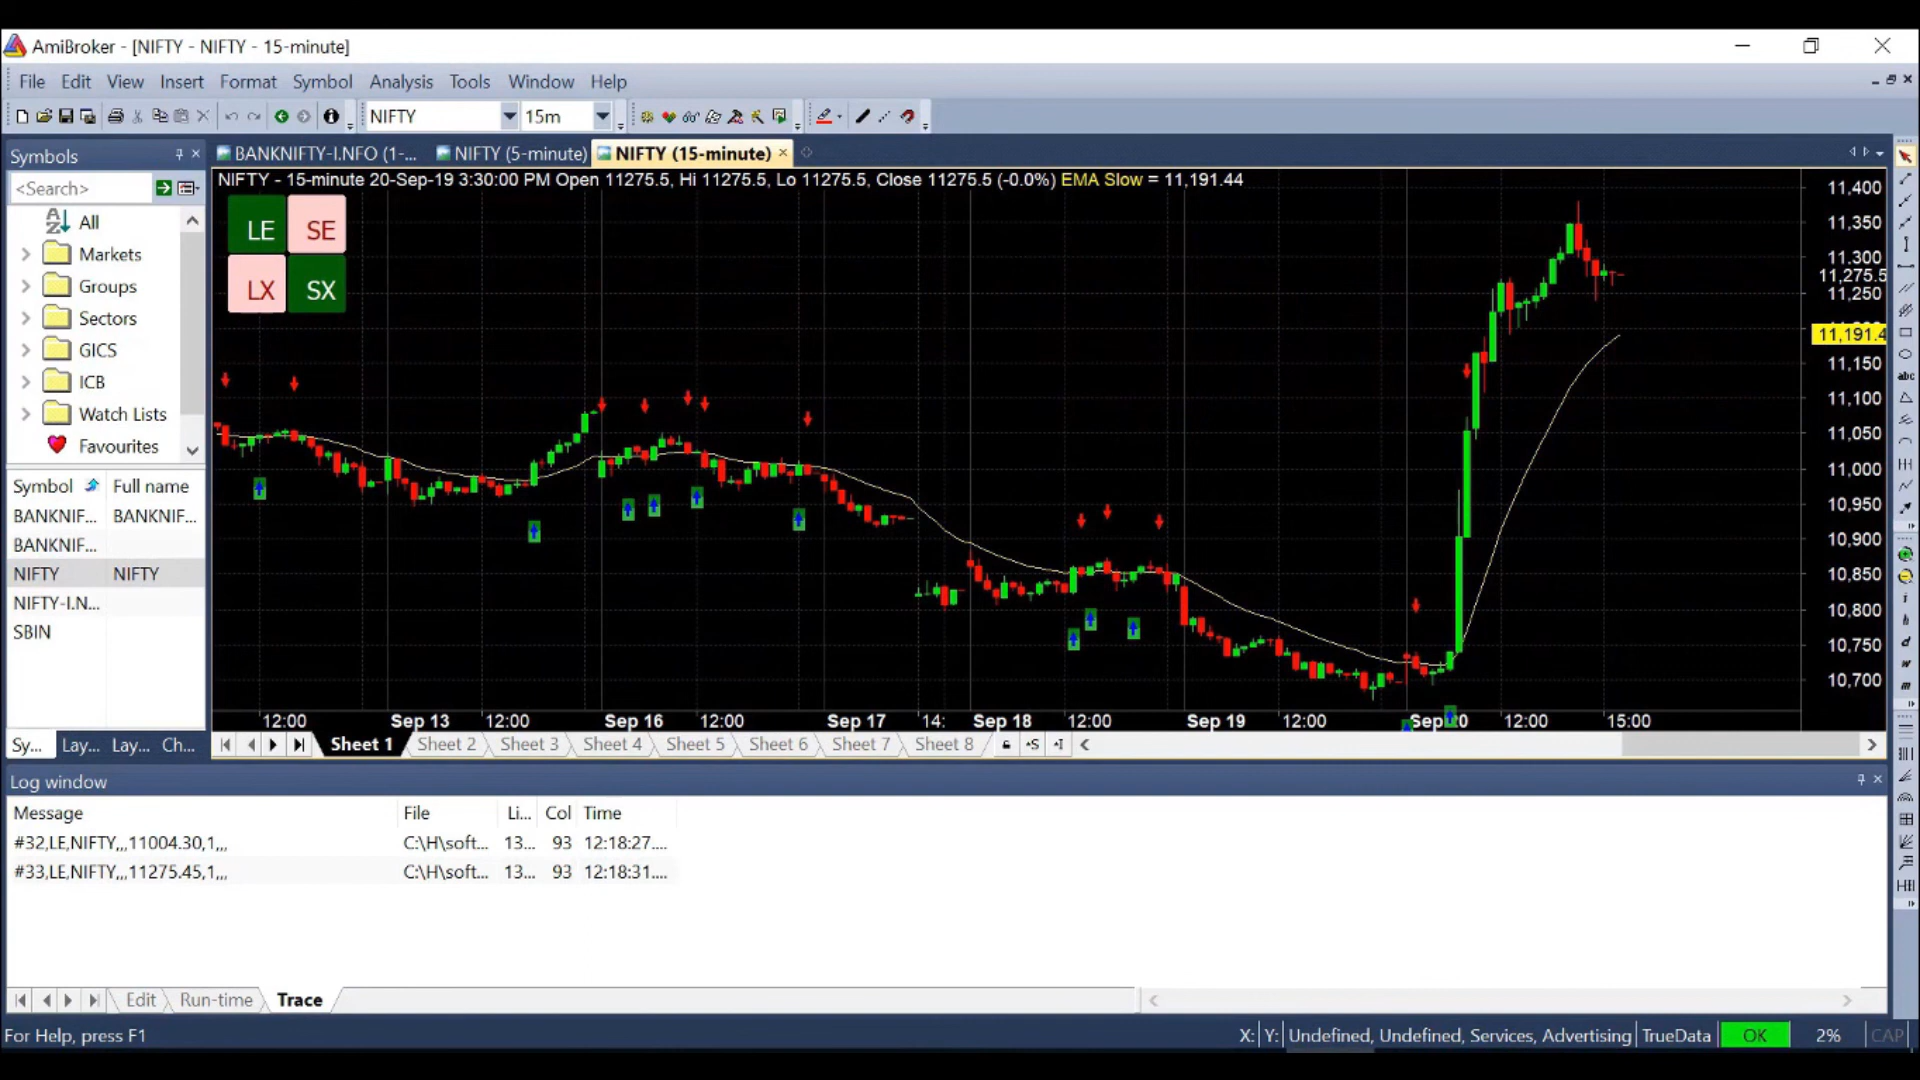 AmiBroker - [NIFTY - NIFTY - 15-minute]
File Edit View Insert Format Symbol Analysis Tools Window Help
NIFTY 15m
Symbols
BANKNIFTY-I.NFO (1-... NIFTY (5-minute) NIFTY (15-minute)
NIFTY - 15-minute 20-Sep-19 3:30:00 PM Open 11275.5, Hi 11275.5, Lo 11275.5, Close 11275.5 (-0.0%) EMA Slow = 11,191.44
<Search>
All
Markets
Groups
Sectors
GICS
ICB
Watch Lists
Favourites
LE SE
LX SX
Symbol Full name
BANKNIF... BANKNIF...
BANKNIF...
NIFTY NIFTY
NIFTY-I.N...
SBIN
Sy... Lay... Lay... Ch...
11,400
11,350
11,300
11,275.5
11,250
11,191.4
11,150
11,100
11,050
11,000
10,950
10,900
10,850
10,800
10,750
10,700
abc
i
h
d
w
m
12:00 Sep 13 12:00 Sep 16 12:00 Sep 17 14: Sep 18 12:00 Sep 19 12:00 Sep 20 12:00 15:00
Sheet 1 Sheet 2 Sheet 3 Sheet 4 Sheet 5 Sheet 6 Sheet 7 Sheet 8
Log window
Message File Li... Col Time
#32,LE,NIFTY,,,11004.30,1,,, C:\H\soft... 13... 93 12:18:27....
#33,LE,NIFTY,,,11275.45,1,,, C:\H\soft... 13... 93 12:18:31....
Edit Run-time Trace
For Help, press F1
X: Y: Undefined, Undefined, Services, Advertising TrueData OK 2% CAP